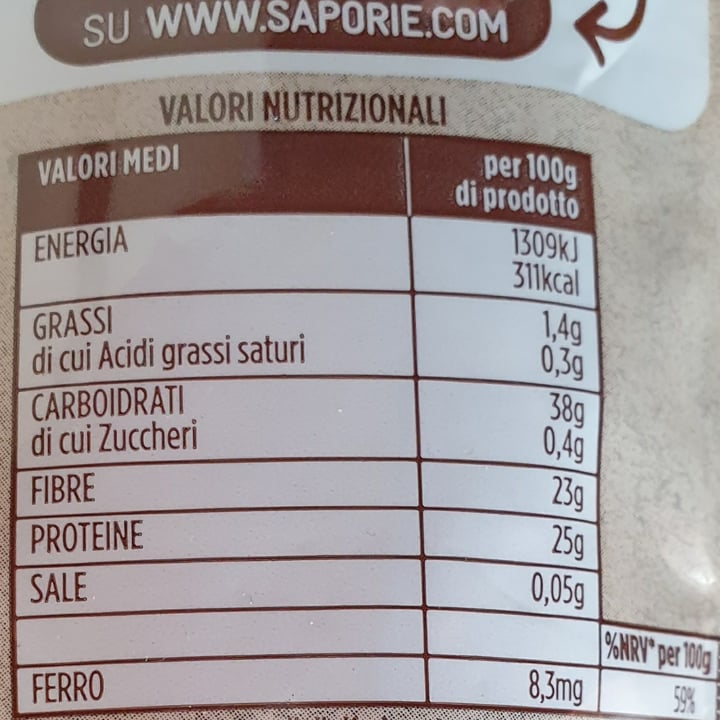 SU WWW.SAPORIE.COM
VALORI NUTRIZIONALI
VALORI MEDI per 100g
di prodotto
ENERGIA 1309kJ
311kcal
GRASSI 1,4g
di cui Acidi grassi saturi 0,3g
CARBOIDRATI 38g
di cui Zuccheri 0,4g
FIBRE 23g
PROTEINE 25g
SALE 0,05g
%NRV* per 100g
FERRO 8,3mg 59%